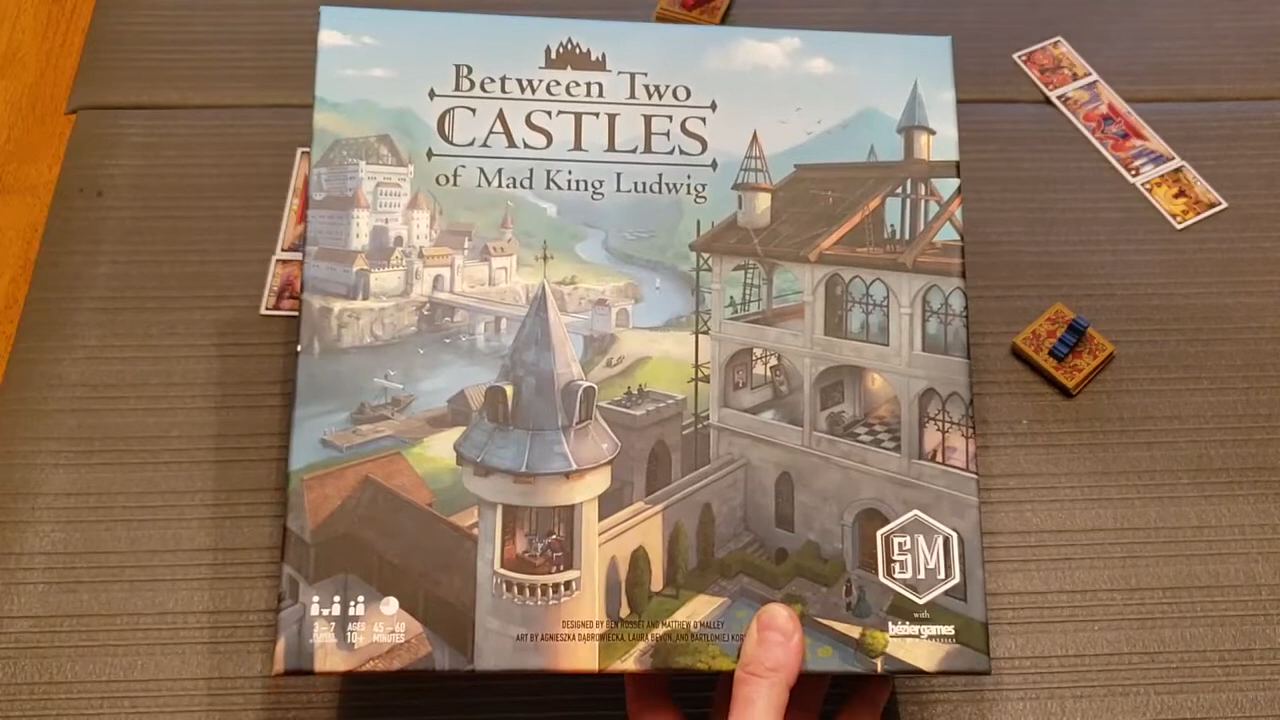 Between Two
CASTLES
of Mad King Ludwig
SM
with
béziergames
3-7
AGES
10+
45-60
MINUTES
DESIGNED BY BEN ROSSET AND MATTHEW O'MALLEY
ART BY AGNIESZKA DĄBROWIECKA, LAURA BEVON, AND BARTŁOMIEJ